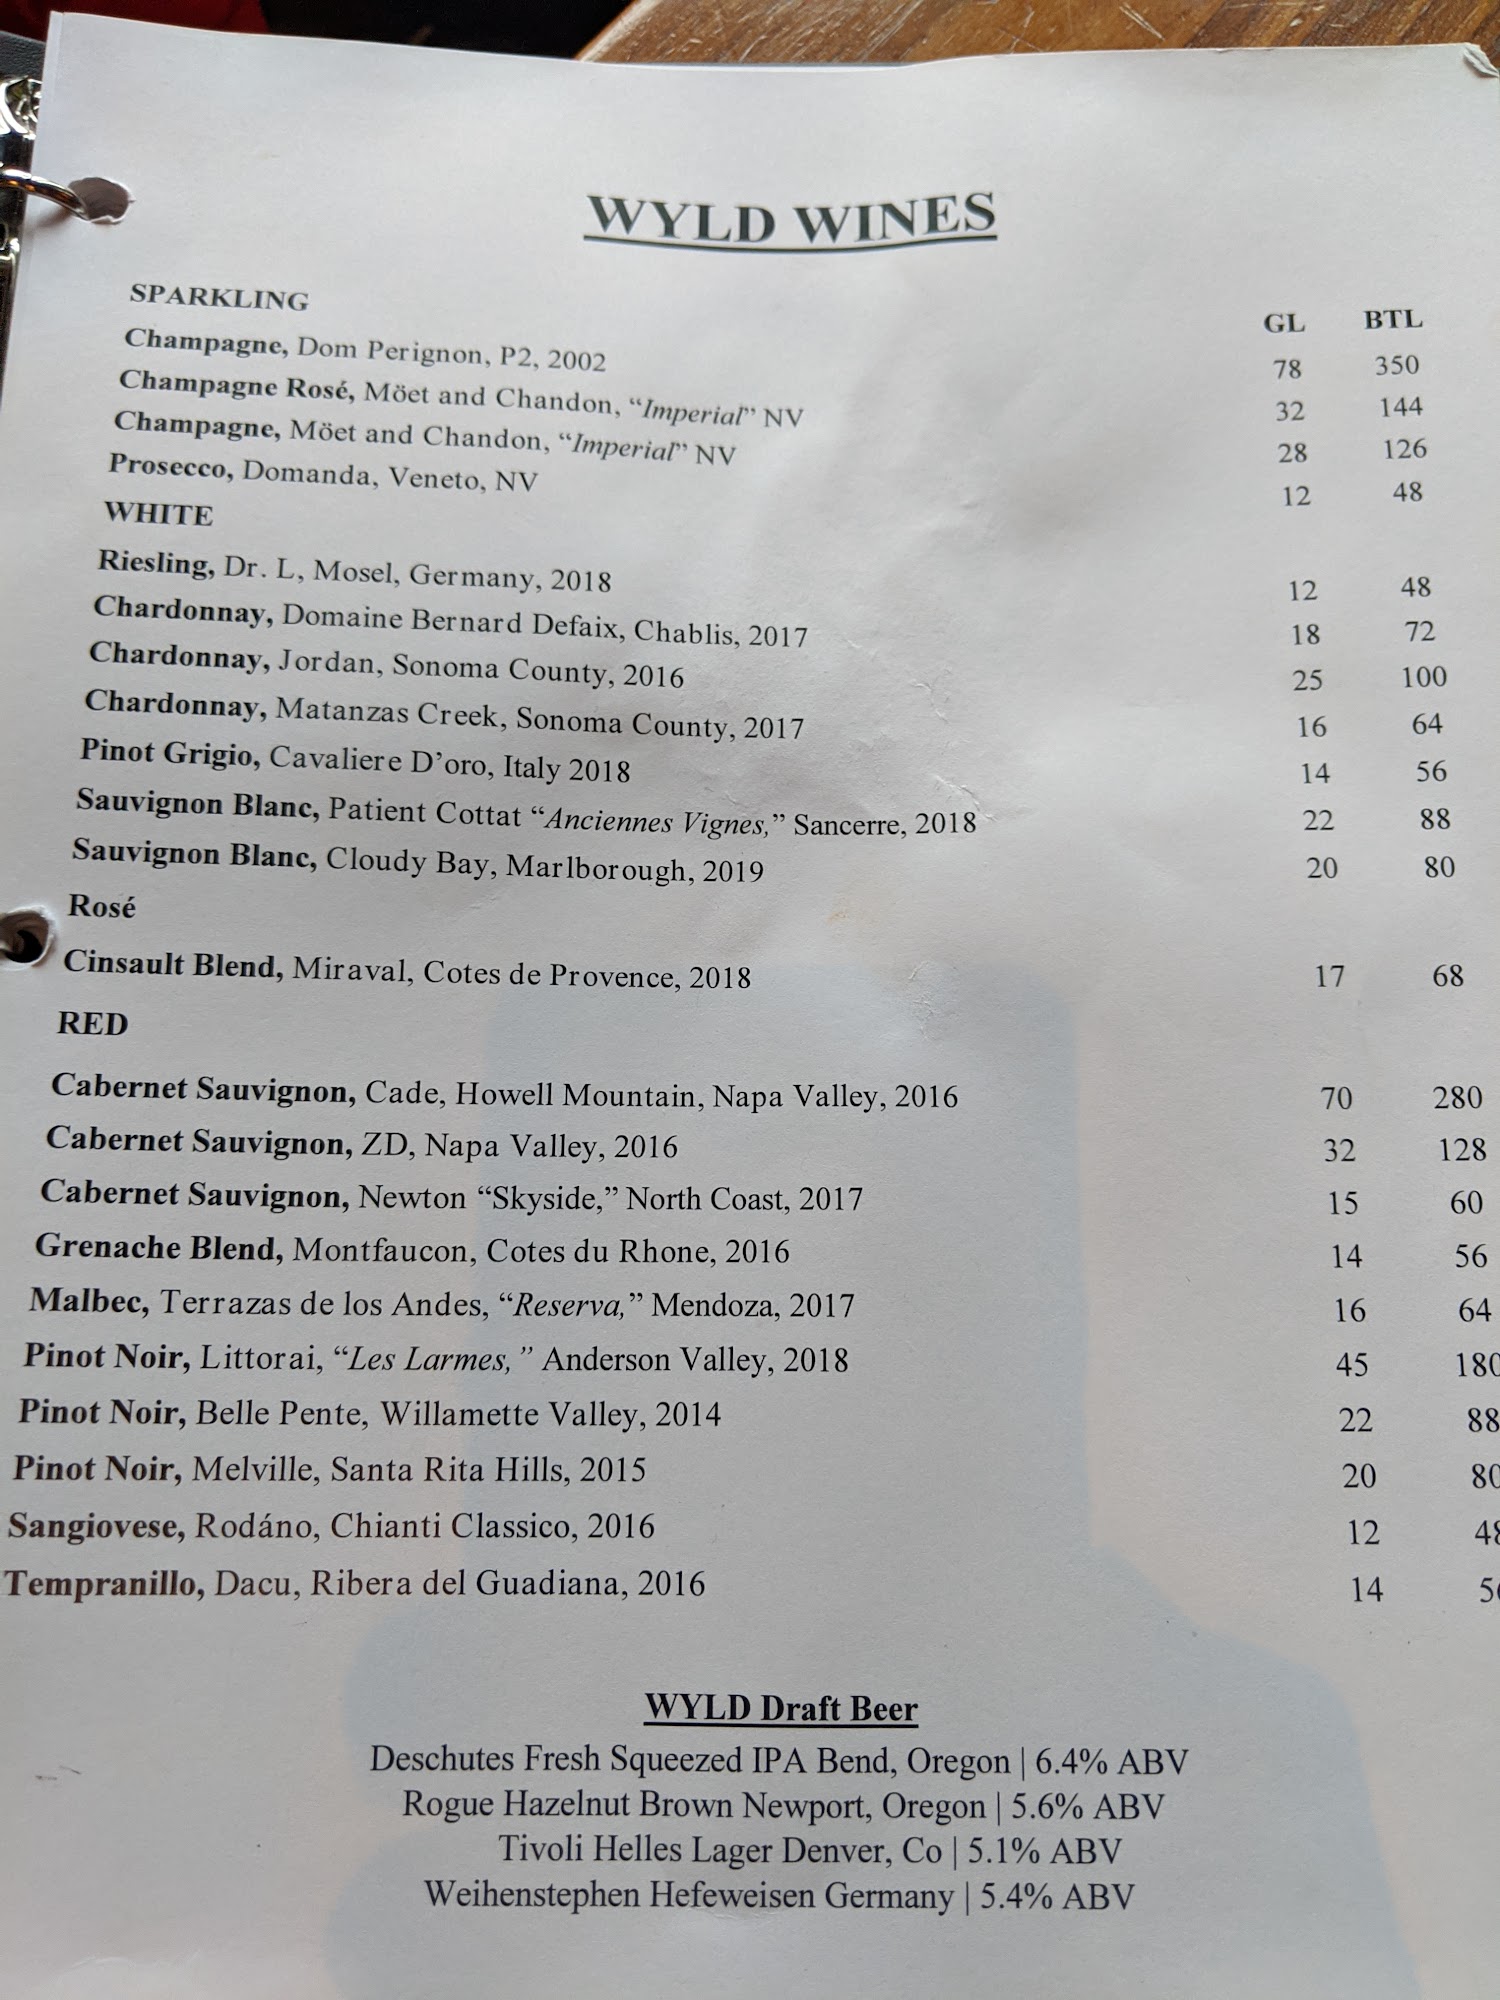 WYLD WINES
SPARKLING GL BTL
Champagne, Dom Perignon, P2, 2002 78 350
Champagne Rosé, Möet and Chandon, “Imperial” NV 32 144
Champagne, Möet and Chandon, “Imperial” NV 28 126
Prosecco, Domanda, Veneto, NV 12 48
WHITE
Riesling, Dr. L, Mosel, Germany, 2018 12 48
Chardonnay, Domaine Bernard Defaix, Chablis, 2017 18 72
Chardonnay, Jordan, Sonoma County, 2016 25 100
Chardonnay, Matanzas Creek, Sonoma County, 2017 16 64
Pinot Grigio, Cavaliere D’oro, Italy 2018 14 56
Sauvignon Blanc, Patient Cottat “Anciennes Vignes,” Sancerre, 2018 22 88
Sauvignon Blanc, Cloudy Bay, Marlborough, 2019 20 80
Rosé
Cinsault Blend, Miraval, Cotes de Provence, 2018 17 68
RED
Cabernet Sauvignon, Cade, Howell Mountain, Napa Valley, 2016 70 280
Cabernet Sauvignon, ZD, Napa Valley, 2016 32 128
Cabernet Sauvignon, Newton “Skyside,” North Coast, 2017 15 60
Grenache Blend, Montfaucon, Cotes du Rhone, 2016 14 56
Malbec, Terrazas de los Andes, “Reserva,” Mendoza, 2017 16 64
Pinot Noir, Littorai, “Les Larmes,” Anderson Valley, 2018 45 180
Pinot Noir, Belle Pente, Willamette Valley, 2014 22 88
Pinot Noir, Melville, Santa Rita Hills, 2015 20 80
Sangiovese, Rodáno, Chianti Classico, 2016 12 48
Tempranillo, Dacu, Ribera del Guadiana, 2016 14 56
WYLD Draft Beer
Deschutes Fresh Squeezed IPA Bend, Oregon | 6.4% ABV
Rogue Hazelnut Brown Newport, Oregon | 5.6% ABV
Tivoli Helles Lager Denver, Co | 5.1% ABV
Weihenstephen Hefeweisen Germany | 5.4% ABV